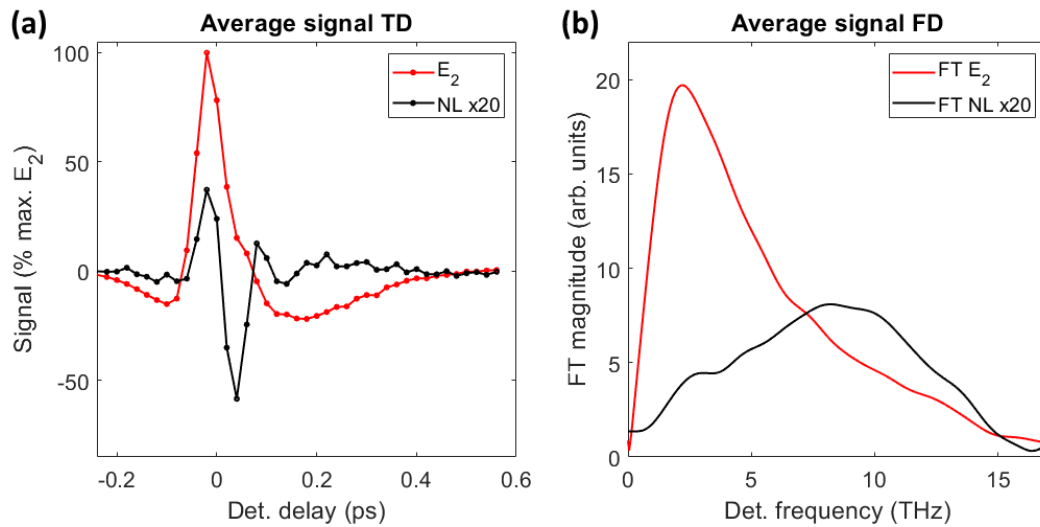 (a)
Average signal TD
100
50
0
-50
Signal (% max. E₂)
E₂
NL x20
-0.2
0
0.2
0.4
0.6
Det. delay (ps)
(b)
Average signal FD
20
15
10
5
0
FT magnitude (arb. units)
FT E₂
FT NL x20
0
5
10
15
Det. frequency (THz)